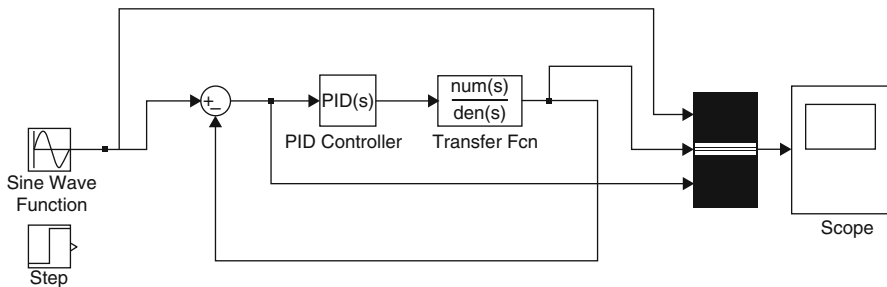 +
−
PID(s)
PID Controller
num(s)
den(s)
Transfer Fcn
Sine Wave
Function
Step
Scope